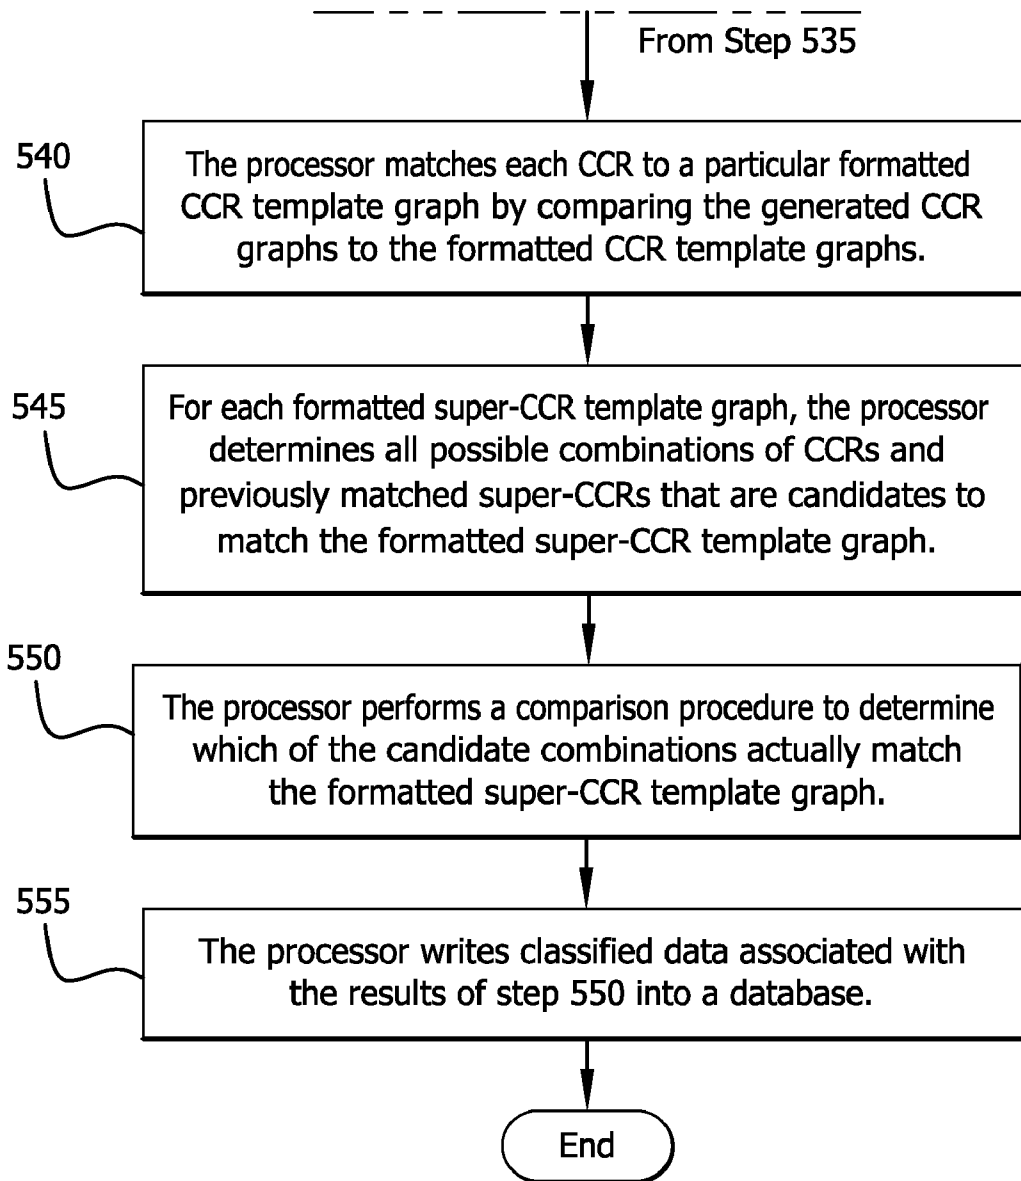 From Step 535
540
The processor matches each CCR to a particular formatted
CCR template graph by comparing the generated CCR
graphs to the formatted CCR template graphs.
545
For each formatted super-CCR template graph, the processor
determines all possible combinations of CCRs and
previously matched super-CCRs that are candidates to
match the formatted super-CCR template graph.
550
The processor performs a comparison procedure to determine
which of the candidate combinations actually match
the formatted super-CCR template graph.
555
The processor writes classified data associated with
the results of step 550 into a database.
End